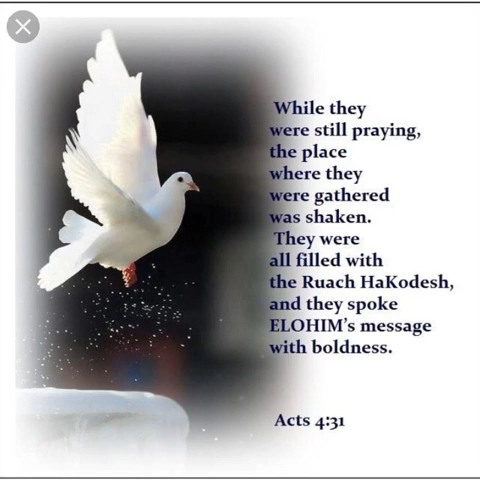 While they
were still praying,
the place
where they
were gathered
was shaken.
They were
all filled with
the Ruach HaKodesh,
and they spoke
ELOHIM's message
with boldness.
Acts 4:31